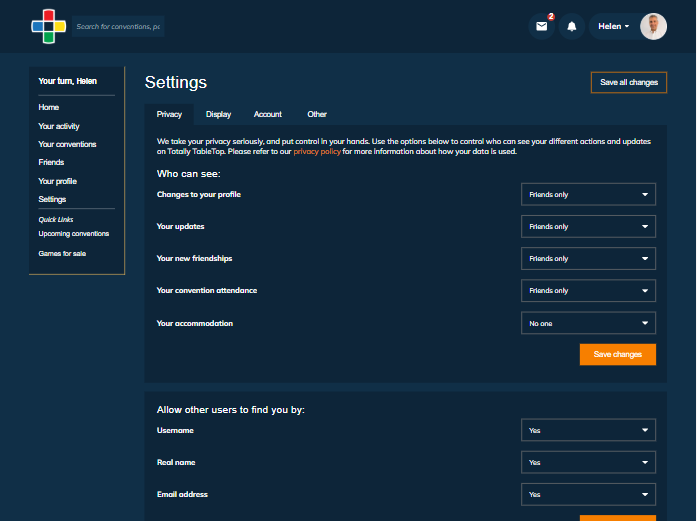 Search for conventions, pe
2
Helen
Your turn, Helen
Home
Your activity
Your conventions
Friends
Your profile
Settings
Quick Links
Upcoming conventions
Games for sale
Settings
Save all changes
Privacy Display Account Other
We take your privacy seriously, and put control in your hands. Use the options below to control who can see your different actions and updates
on Totally TableTop. Please refer to our privacy policy for more information about how your data is used.
Who can see:
Changes to your profile Friends only
Your updates Friends only
Your new friendships Friends only
Your convention attendance Friends only
Your accommodation No one
Save changes
Allow other users to find you by:
Username Yes
Real name Yes
Email address Yes